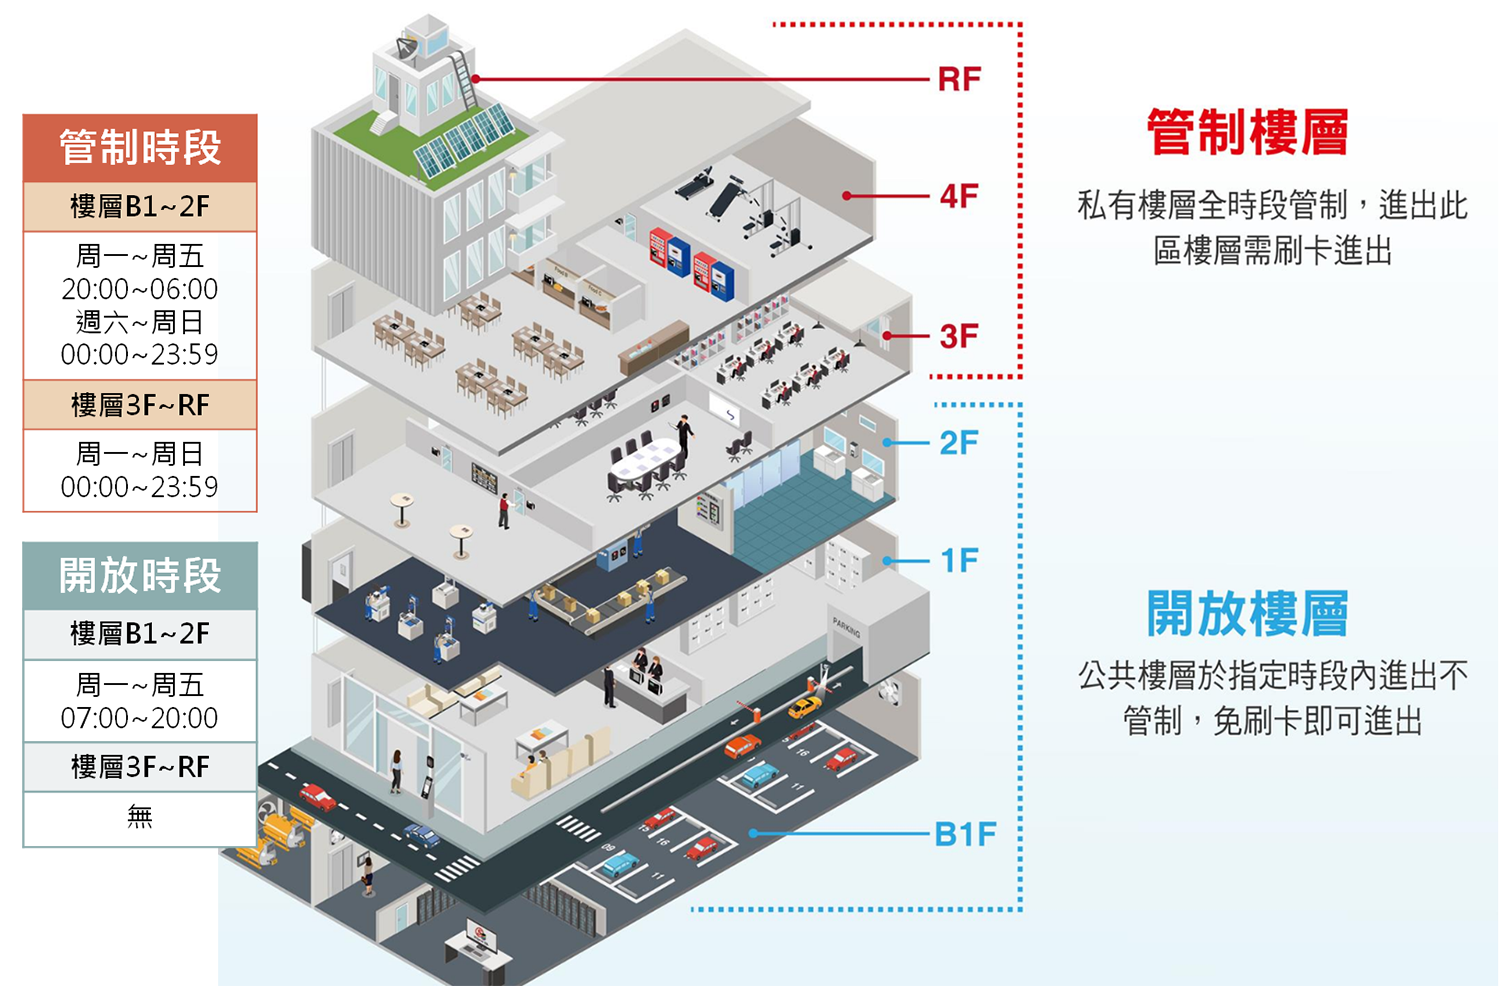 管制時段
樓層B1~2F
周一~周五
20:00~06:00
週六~周日
00:00~23:59
樓層3F~RF
周一~周日
00:00~23:59
開放時段
樓層B1~2F
周一~周五
07:00~20:00
樓層3F~RF
無
RF
4F
3F
2F
1F
B1F
PARKING
16
11
13
16
09
11
管制樓層
私有樓層全時段管制，進出此
區樓層需刷卡進出
開放樓層
公共樓層於指定時段內進出不
管制，免刷卡即可進出